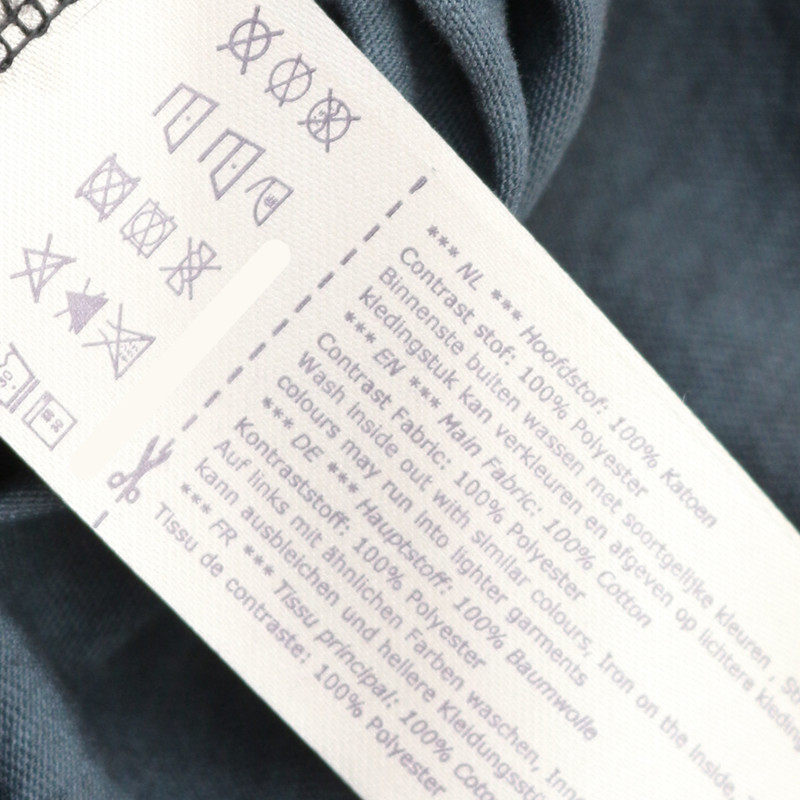 *** NL *** Hoofdstof: 100% Katoen
Contrast stof: 100% Polyester
Binnenste buiten wassen met soortgelijke kleuren ,
kledingstuk kan verkleuren en afgeven op lichtere
*** EN *** Main Fabric: 100% Cotton
Contrast Fabric: 100% Polyester
Wash inside out with similar colours, Iron on the inside,
colours may run into lighter garments
*** DE *** Hauptstoff: 100% Baumwolle
Kontraststoff: 100% Polyester
Auf links mit ähnlichen Farben waschen,
kann ausbleichen und hellere
*** FR *** Tissu principal: 100%
Tissu de contraste: 100% Polyester